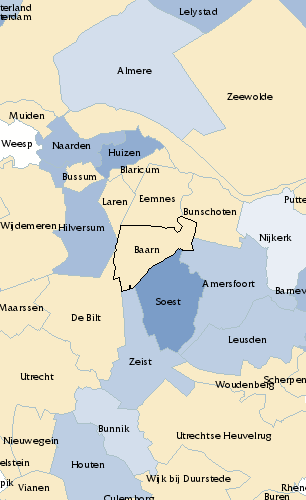 terland
Lelystad
terdam
Almere
Zeewolde
Muiden
Weesp
Naarden
Huizen
Blaricum
Bussum
Laren
Eemnes
Putte
Bunschoten
Wijdemeren
Hilversum
Nijkerk
Baarn
Amersfoort
Barnev
Soest
Maarssen
De Bilt
Leusden
Zeist
Utrecht
Scherpen
Woudenberg
Bunnik
Utrechtse Heuvelrug
Nieuwegein
elstein
Houten
Wijk bij Duurstede
pik
Vianen
Rhene
Culemborg
Buren